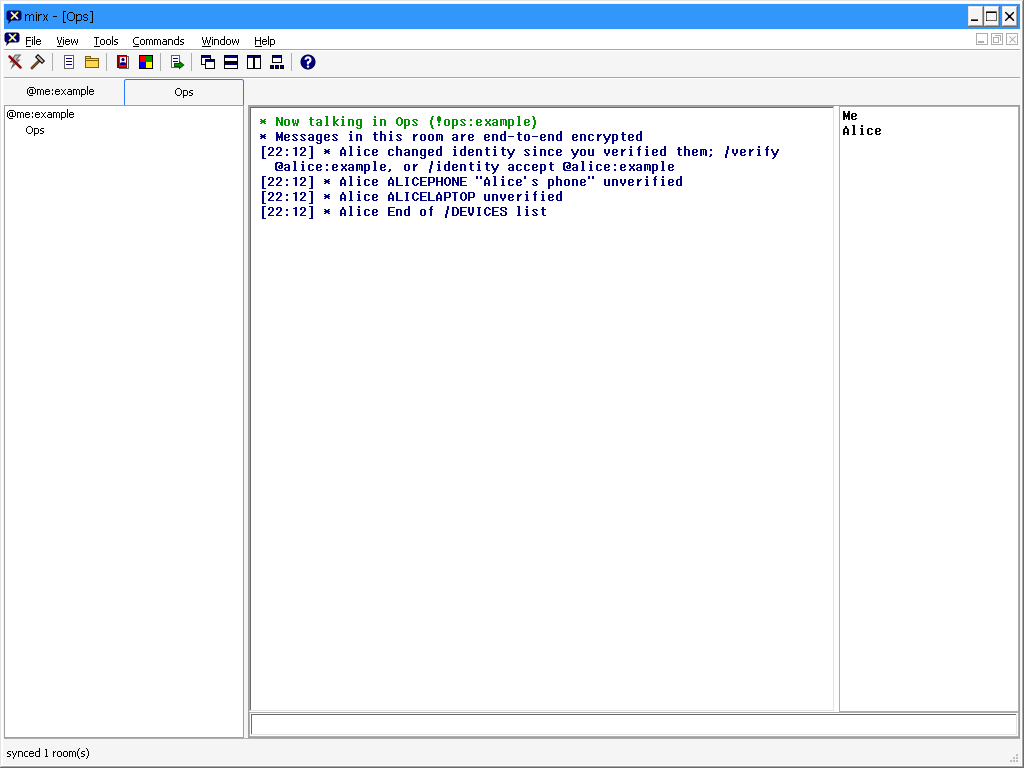 mirx - [Ops]
File View Tools Commands Window Help
@me:example Ops
@me:example
Ops
* Now talking in Ops (!ops:example)
* Messages in this room are end-to-end encrypted
[22:12] * Alice changed identity since you verified them; /verify
@alice:example, or /identity accept @alice:example
[22:12] * Alice ALICEPHONE "Alice's phone" unverified
[22:12] * Alice ALICELAPTOP unverified
[22:12] * Alice End of /DEVICES list
Me
Alice
synced 1 room(s)